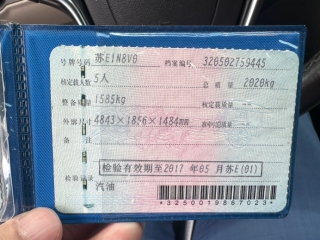 号牌号码 苏E1N8V0 档案编号 320502759445
核定载人数 5人 总质量 2020kg
整备质量 1585kg 核定载质量 --
外廓尺寸 4843×1856×1484mm 准牵引总质量 --
备注
检验有效期至2017年05月苏E(01)
检验记录
汽油
*3250019867023*